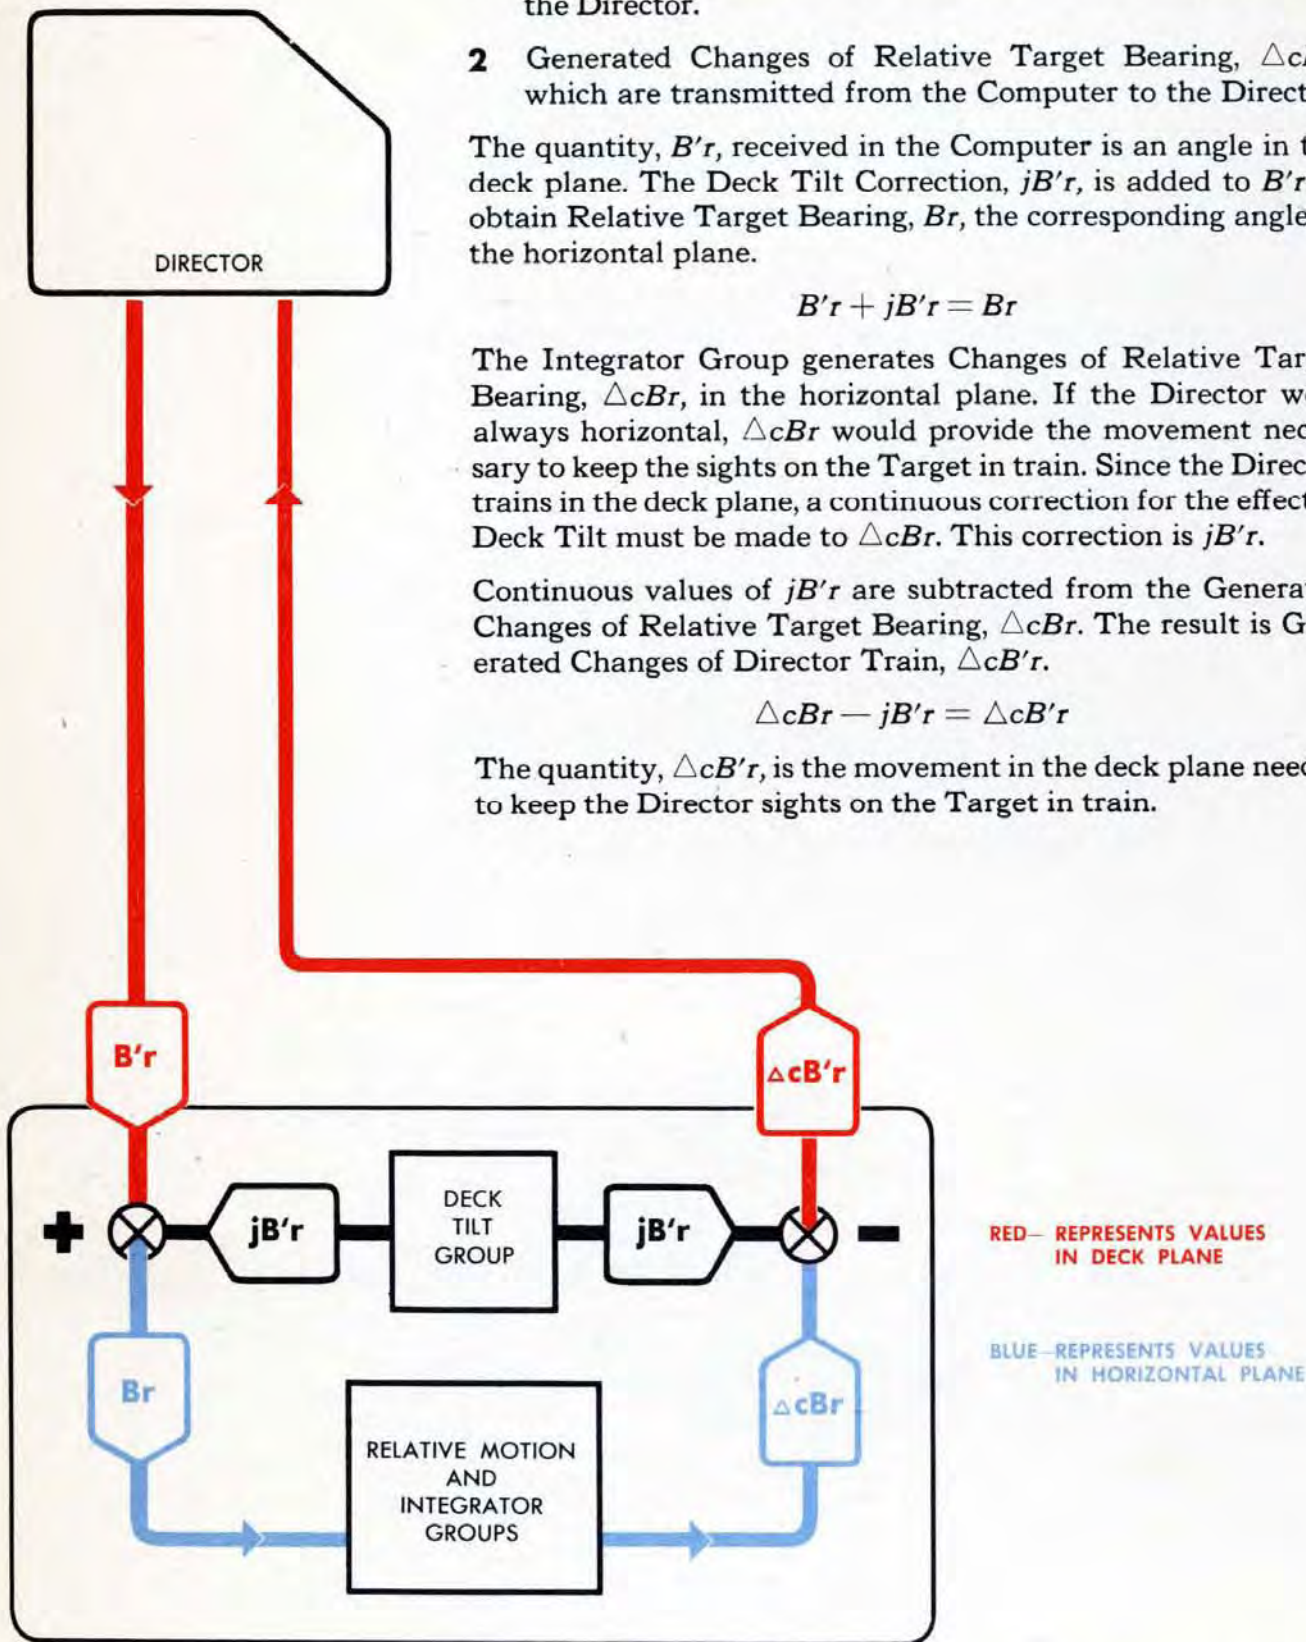 the Director.
2 Generated Changes of Relative Target Bearing,
which are transmitted from the Computer to the
The quantity, B'r, received in the Computer is an angle in
deck plane. The Deck Tilt Correction, jB'r, is added to B'r
obtain Relative Target Bearing, Br, the corresponding angle
the horizontal plane.
B'r + jB'r = Br
The Integrator Group generates Changes of Relative
Bearing, △cBr, in the horizontal plane. If the Director
always horizontal, △cBr would provide the movement
sary to keep the sights on the Target in train. Since the
trains in the deck plane, a continuous correction for the effect
Deck Tilt must be made to △cBr. This correction is jB'r.
Continuous values of jB'r are subtracted from the
Changes of Relative Target Bearing, △cBr. The result is
erated Changes of Director Train, △cB'r.
△cBr — jB'r = △cB'r
The quantity, △cB'r, is the movement in the deck plane
to keep the Director sights on the Target in train.
DIRECTOR
B'r
△cB'r
+
jB'r
DECK
TILT
GROUP
jB'r
—
RED— REPRESENTS VALUES
IN DECK PLANE
BLUE—REPRESENTS VALUES
IN HORIZONTAL PLANE
Br
△cBr
RELATIVE MOTION
AND
INTEGRATOR
GROUPS